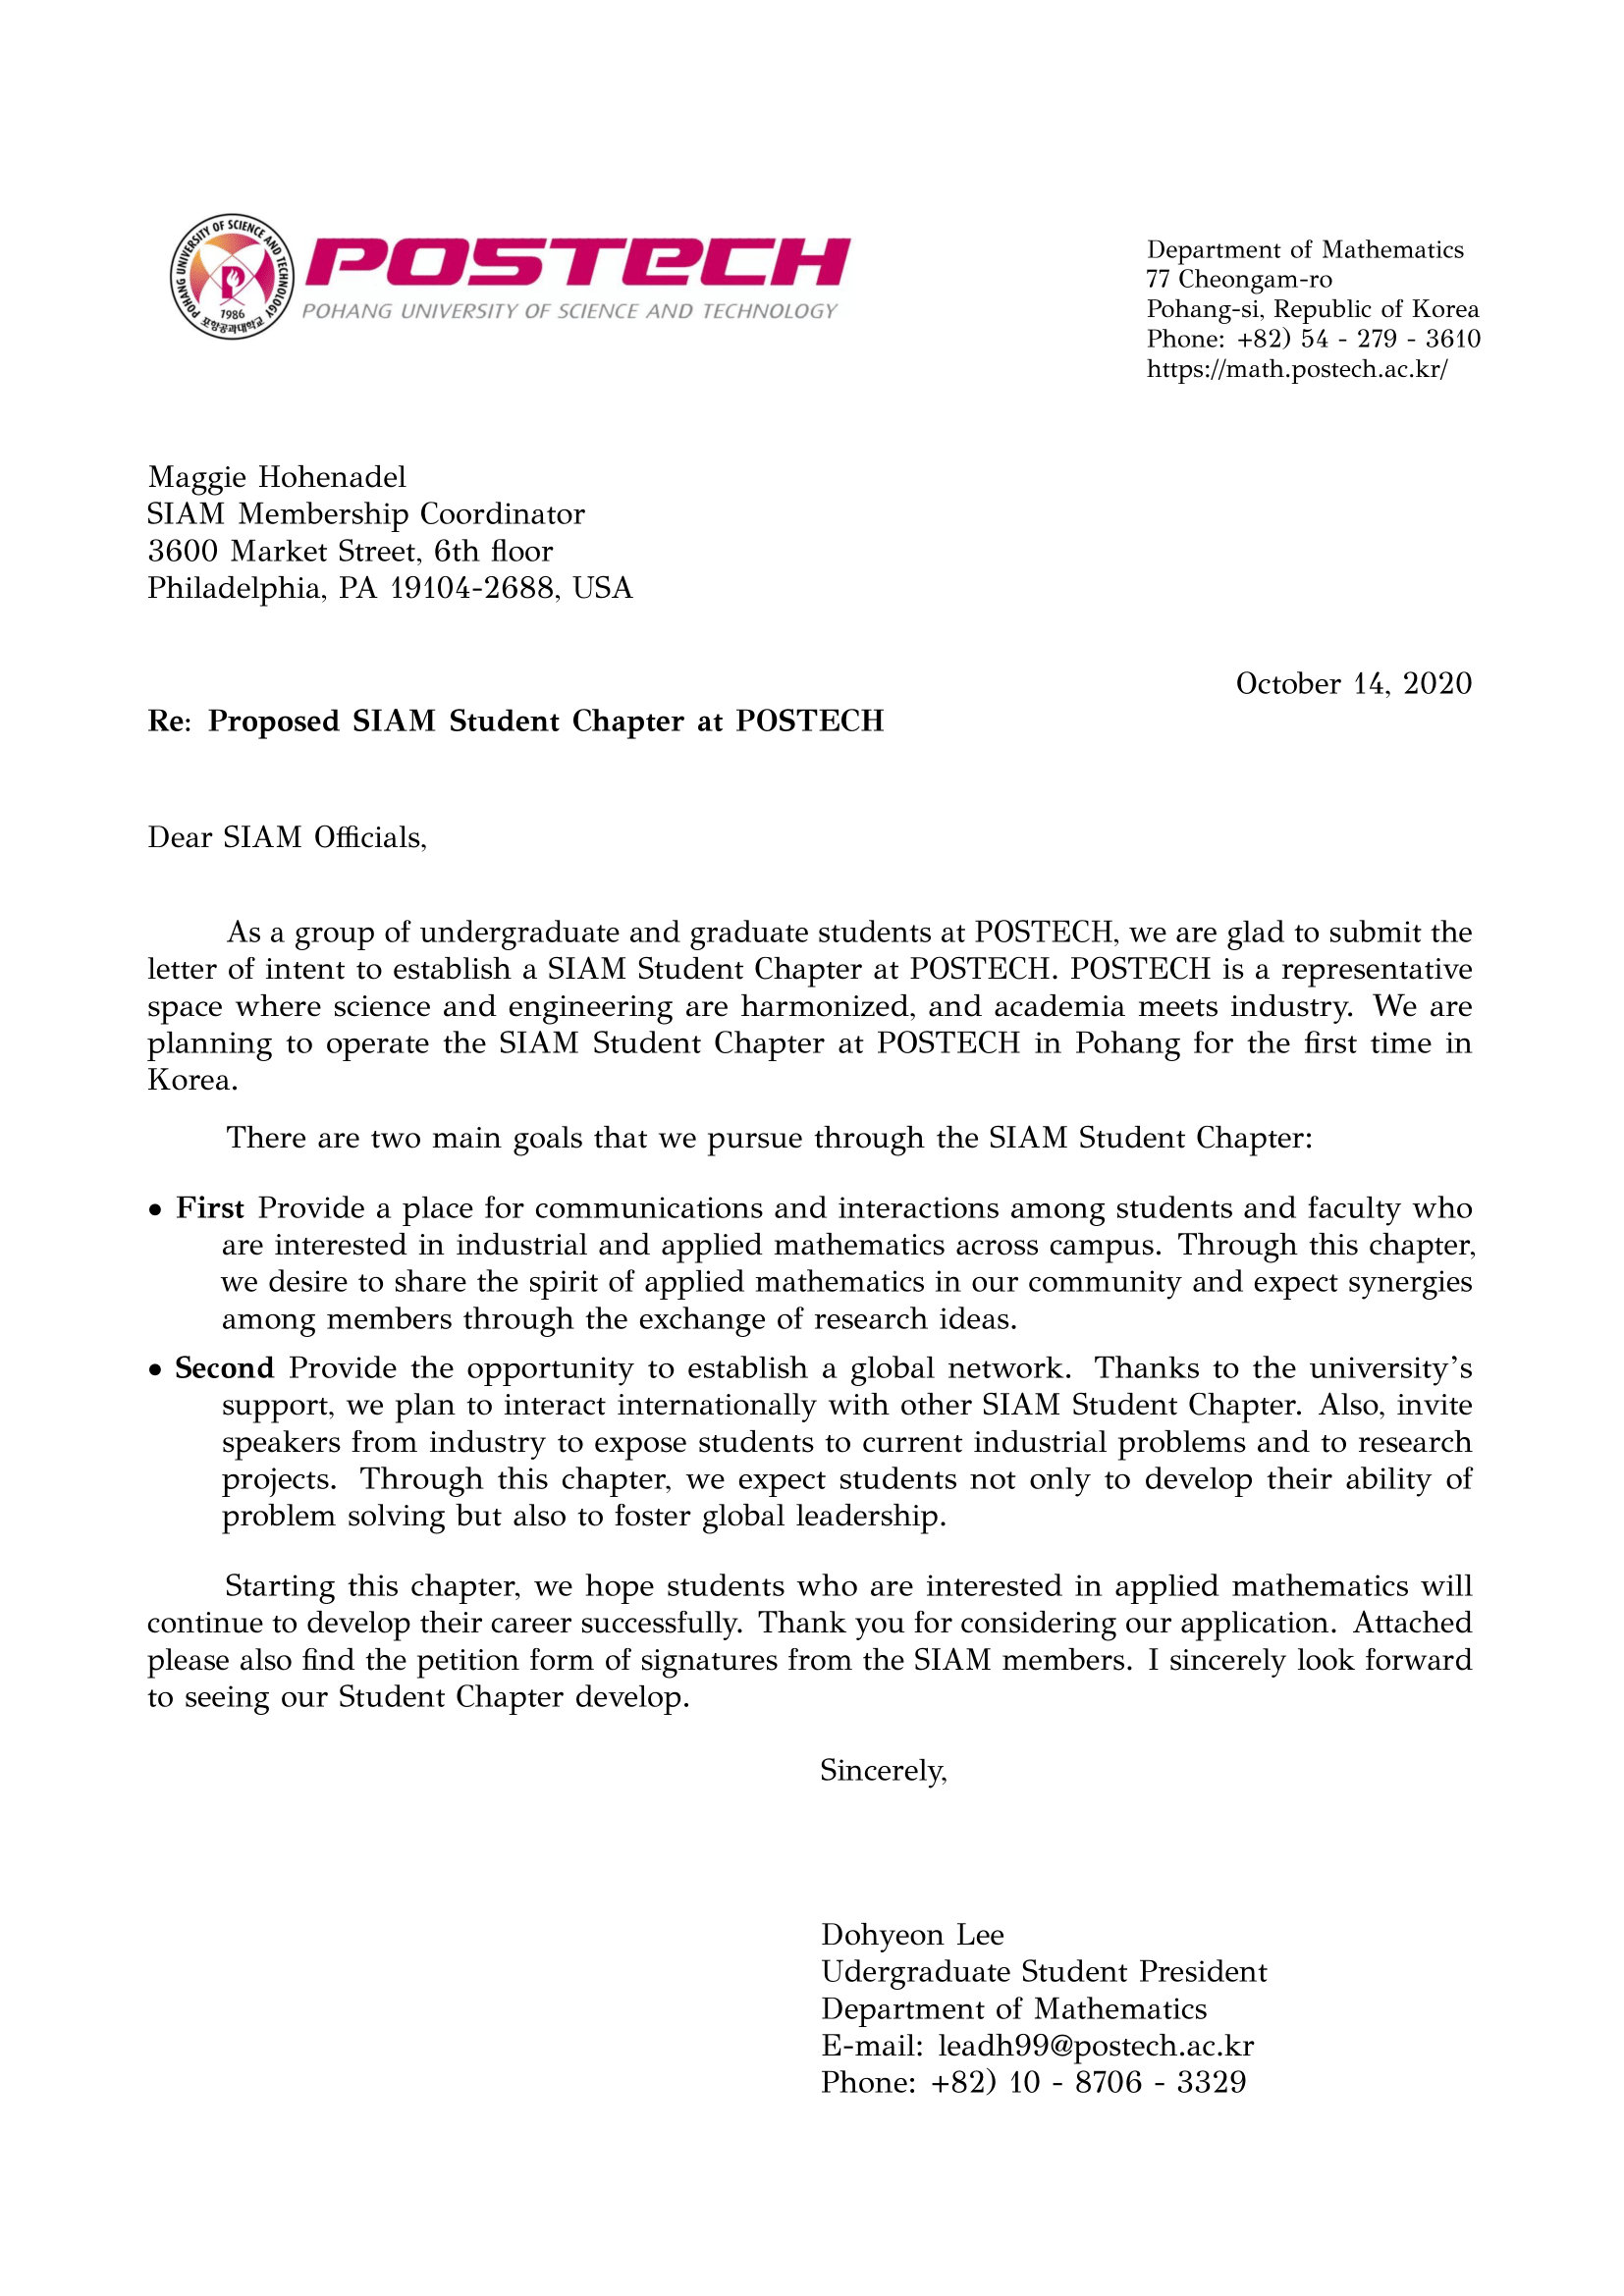 POHANG UNIVERSITY OF SCIENCE AND TECHNOLOGY
1986
포항공과대학교
POSTECH
POHANG UNIVERSITY OF SCIENCE AND TECHNOLOGY
Department of Mathematics
77 Cheongam-ro
Pohang-si, Republic of Korea
Phone: +82) 54 - 279 - 3610
https://math.postech.ac.kr/
Maggie Hohenadel
SIAM Membership Coordinator
3600 Market Street, 6th floor
Philadelphia, PA 19104-2688, USA
October 14, 2020
Re: Proposed SIAM Student Chapter at POSTECH
Dear SIAM Officials,
As a group of undergraduate and graduate students at POSTECH, we are glad to submit the
letter of intent to establish a SIAM Student Chapter at POSTECH. POSTECH is a representative
space where science and engineering are harmonized, and academia meets industry. We are
planning to operate the SIAM Student Chapter at POSTECH in Pohang for the first time in
Korea.
There are two main goals that we pursue through the SIAM Student Chapter:
• First Provide a place for communications and interactions among students and faculty who
are interested in industrial and applied mathematics across campus. Through this chapter,
we desire to share the spirit of applied mathematics in our community and expect synergies
among members through the exchange of research ideas.
• Second Provide the opportunity to establish a global network. Thanks to the university's
support, we plan to interact internationally with other SIAM Student Chapter. Also, invite
speakers from industry to expose students to current industrial problems and to research
projects. Through this chapter, we expect students not only to develop their ability of
problem solving but also to foster global leadership.
Starting this chapter, we hope students who are interested in applied mathematics will
continue to develop their career successfully. Thank you for considering our application. Attached
please also find the petition form of signatures from the SIAM members. I sincerely look forward
to seeing our Student Chapter develop.
Sincerely,
Dohyeon Lee
Udergraduate Student President
Department of Mathematics
E-mail: leadh99@postech.ac.kr
Phone: +82) 10 - 8706 - 3329